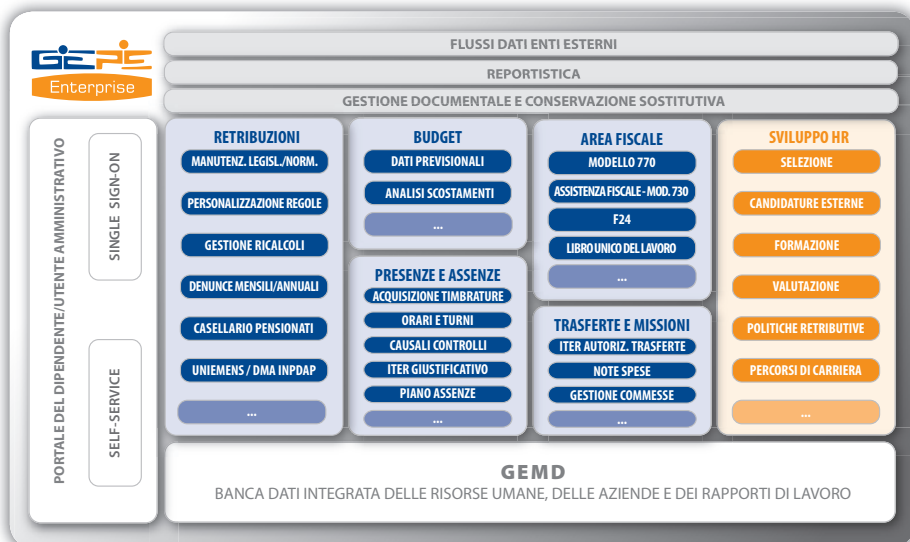 GEPE
Enterprise
FLUSSI DATI ENTI ESTERNI
REPORTISTICA
GESTIONE DOCUMENTALE E CONSERVAZIONE SOSTITUTIVA
PORTALE DEL DIPENDENTE/UTENTE AMMINISTRATIVO
SINGLE SIGN-ON
SELF-SERVICE
RETRIBUZIONI
MANUTENZ. LEGISL./NORM.
PERSONALIZZAZIONE REGOLE
GESTIONE RICALCOLI
DENUNCE MENSILI/ANNUALI
CASELLARIO PENSIONATI
UNIEMENS / DMA INPDAP
...
BUDGET
DATI PREVISIONALI
ANALISI SCOSTAMENTI
...
PRESENZE E ASSENZE
ACQUISIZIONE TIMBRATURE
ORARI E TURNI
CAUSALI CONTROLLI
ITER GIUSTIFICATIVO
PIANO ASSENZE
...
AREA FISCALE
MODELLO 770
ASSISTENZA FISCALE - MOD. 730
F24
LIBRO UNICO DEL LAVORO
...
TRASFERTE E MISSIONI
ITER AUTORIZ. TRASFERTE
NOTE SPESE
GESTIONE COMMESSE
...
SVILUPPO HR
SELEZIONE
CANDIDATURE ESTERNE
FORMAZIONE
VALUTAZIONE
POLITICHE RETRIBUTIVE
PERCORSI DI CARRIERA
...
GEMD
BANCA DATI INTEGRATA DELLE RISORSE UMANE, DELLE AZIENDE E DEI RAPPORTI DI LAVORO